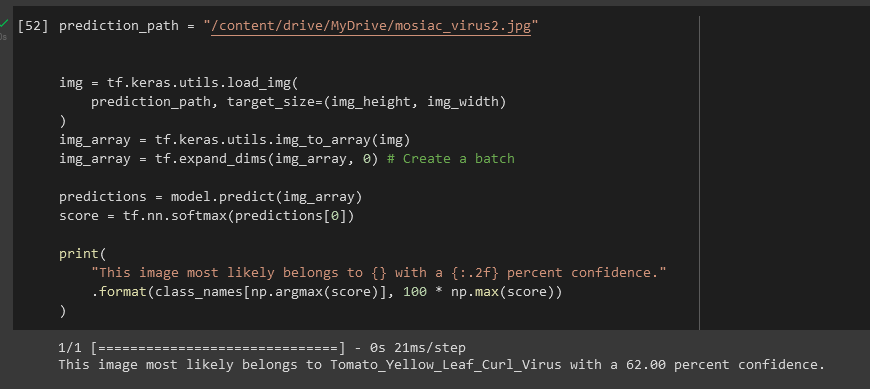 [52] prediction_path = "/content/drive/MyDrive/mosiac_virus2.jpg"
img = tf.keras.utils.load_img(
prediction_path, target_size=(img_height, img_width)
)
img_array = tf.keras.utils.img_to_array(img)
img_array = tf.expand_dims(img_array, 0) # Create a batch
predictions = model.predict(img_array)
score = tf.nn.softmax(predictions[0])
print(
"This image most likely belongs to {} with a {:.2f} percent confidence."
.format(class_names[np.argmax(score)], 100 * np.max(score))
)
1/1 [==============================] - 0s 21ms/step
This image most likely belongs to Tomato_Yellow_Leaf_Curl_Virus with a 62.00 percent confidence.